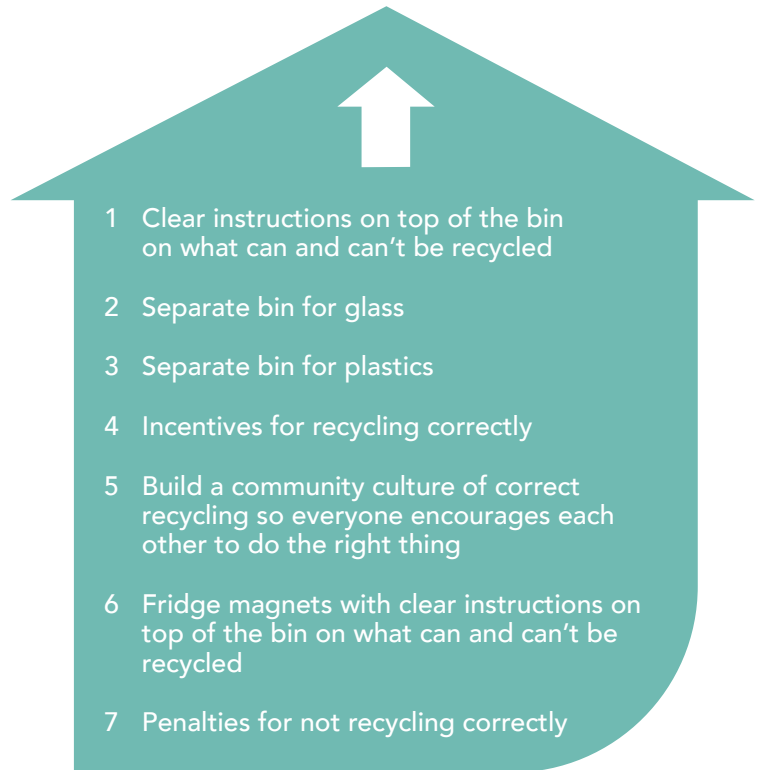 1 Clear instructions on top of the bin
on what can and can't be recycled
2 Separate bin for glass
3 Separate bin for plastics
4 Incentives for recycling correctly
5 Build a community culture of correct
recycling so everyone encourages each
other to do the right thing
6 Fridge magnets with clear instructions on
top of the bin on what can and can't be
recycled
7 Penalties for not recycling correctly